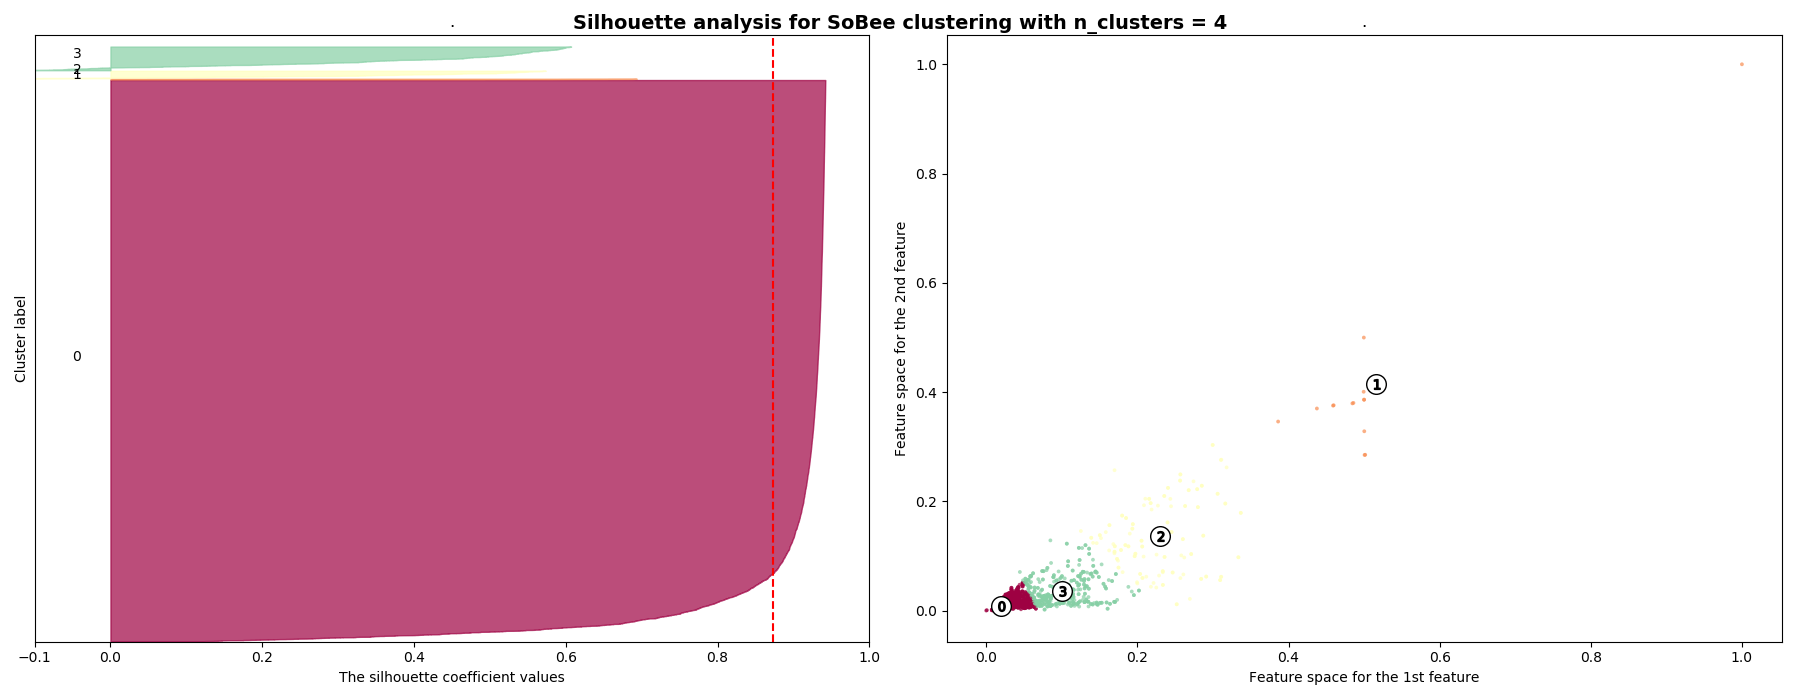 Silhouette analysis for SoBee clustering with n_clusters = 4
.
.
3
2
1
0
Cluster label
−0.1 0.0 0.2 0.4 0.6 0.8 1.0
The silhouette coefficient values
1.0
0.8
0.6
0.4
0.2
0.0
Feature space for the 2nd feature
1
2
3
0
0.0 0.2 0.4 0.6 0.8 1.0
Feature space for the 1st feature